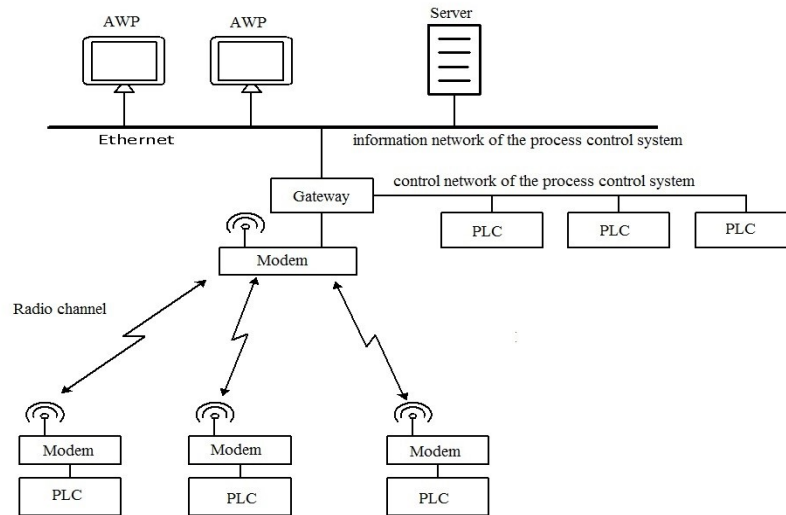 AWP
AWP
Server
Ethernet
information network of the process control system
control network of the process control system
Gateway
PLC
PLC
PLC
Modem
Radio channel
Modem
Modem
Modem
PLC
PLC
PLC